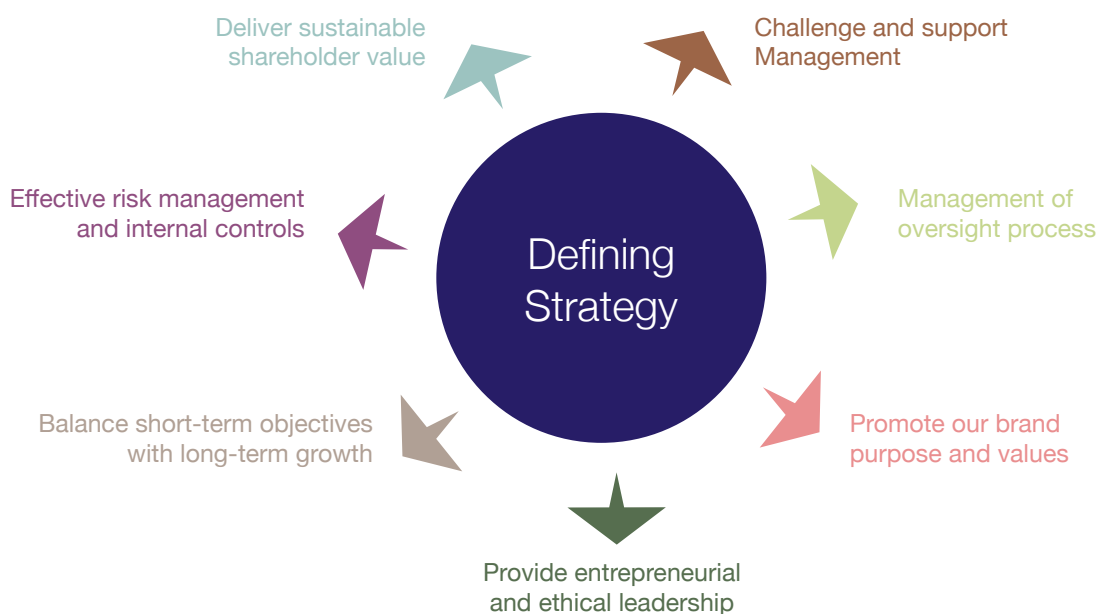 Deliver sustainable
shareholder value
Challenge and support
Management
Effective risk management
and internal controls
Management of
oversight process
Defining
Strategy
Balance short-term objectives
with long-term growth
Promote our brand
purpose and values
Provide entrepreneurial
and ethical leadership